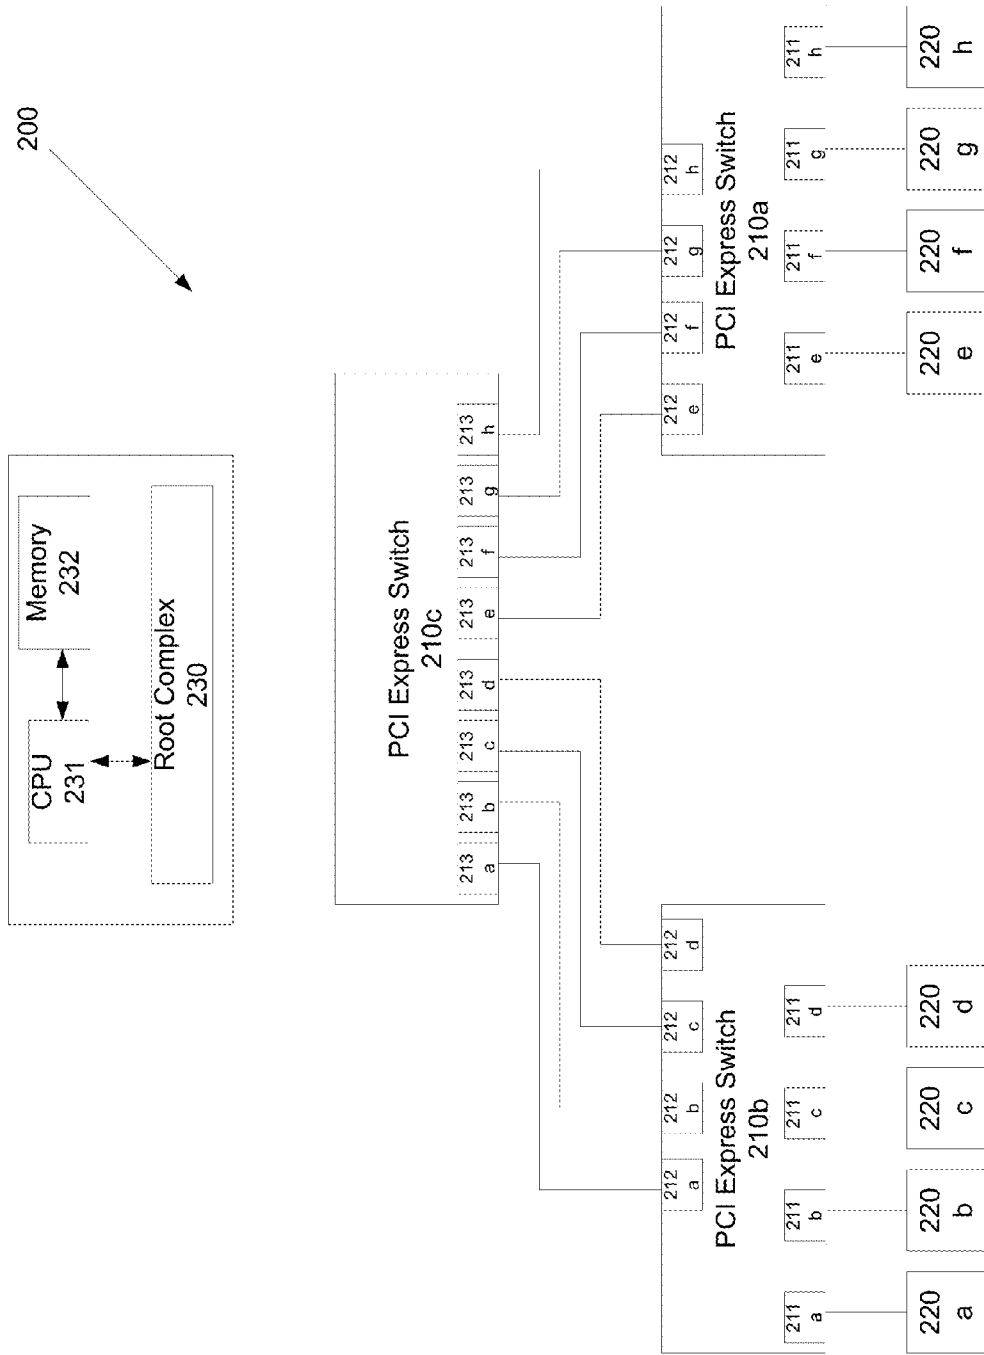 200
CPU
231
Memory
232
Root Complex
230
PCI Express Switch
210c
213
a
213
b
213
c
213
d
213
e
213
f
213
g
213
h
212
a
212
b
212
c
212
d
PCI Express Switch
210b
211
a
211
b
211
c
211
d
220
a
220
b
220
c
220
d
212
e
212
f
212
g
212
h
PCI Express Switch
210a
211
e
211
f
211
g
211
h
220
e
220
f
220
g
220
h